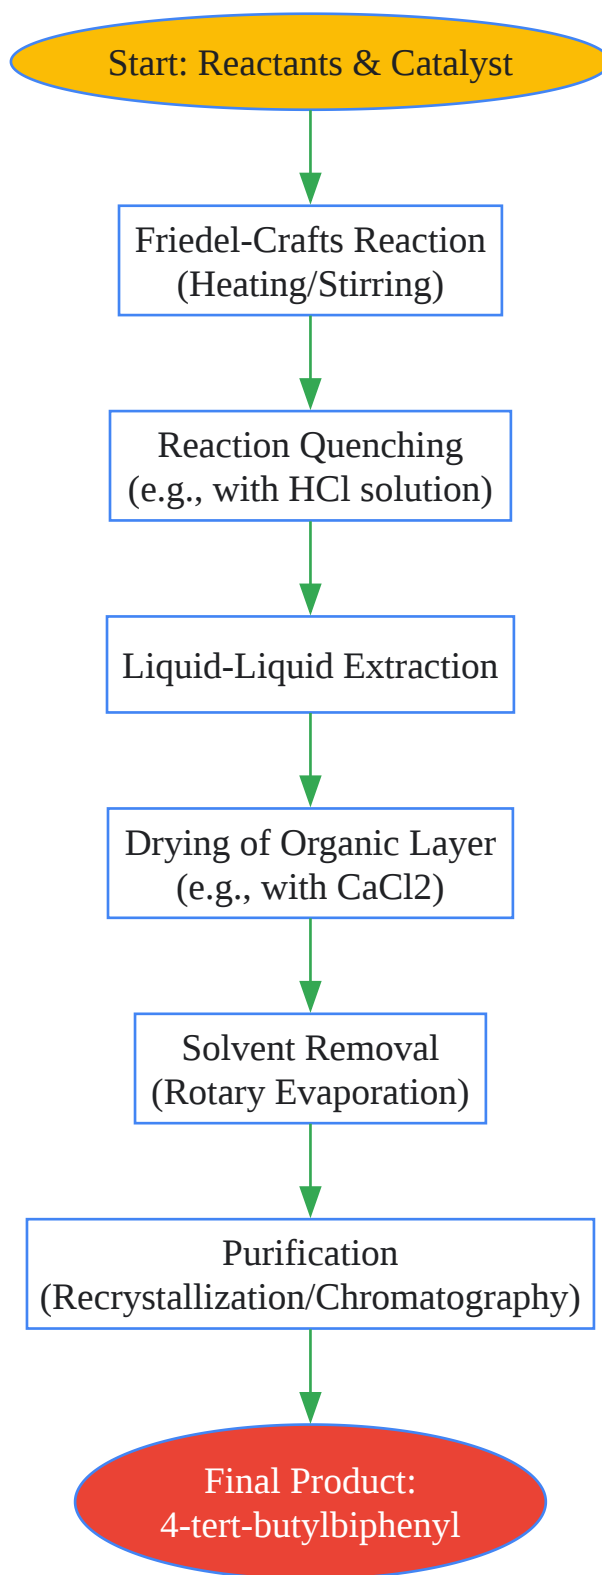 Start: Reactants & Catalyst
Friedel-Crafts Reaction
(Heating/Stirring)
Reaction Quenching
(e.g., with HCl solution)
Liquid-Liquid Extraction
Drying of Organic Layer
(e.g., with CaCl2)
Solvent Removal
(Rotary Evaporation)
Purification
(Recrystallization/Chromatography)
Final Product:
4-tert-butylbiphenyl